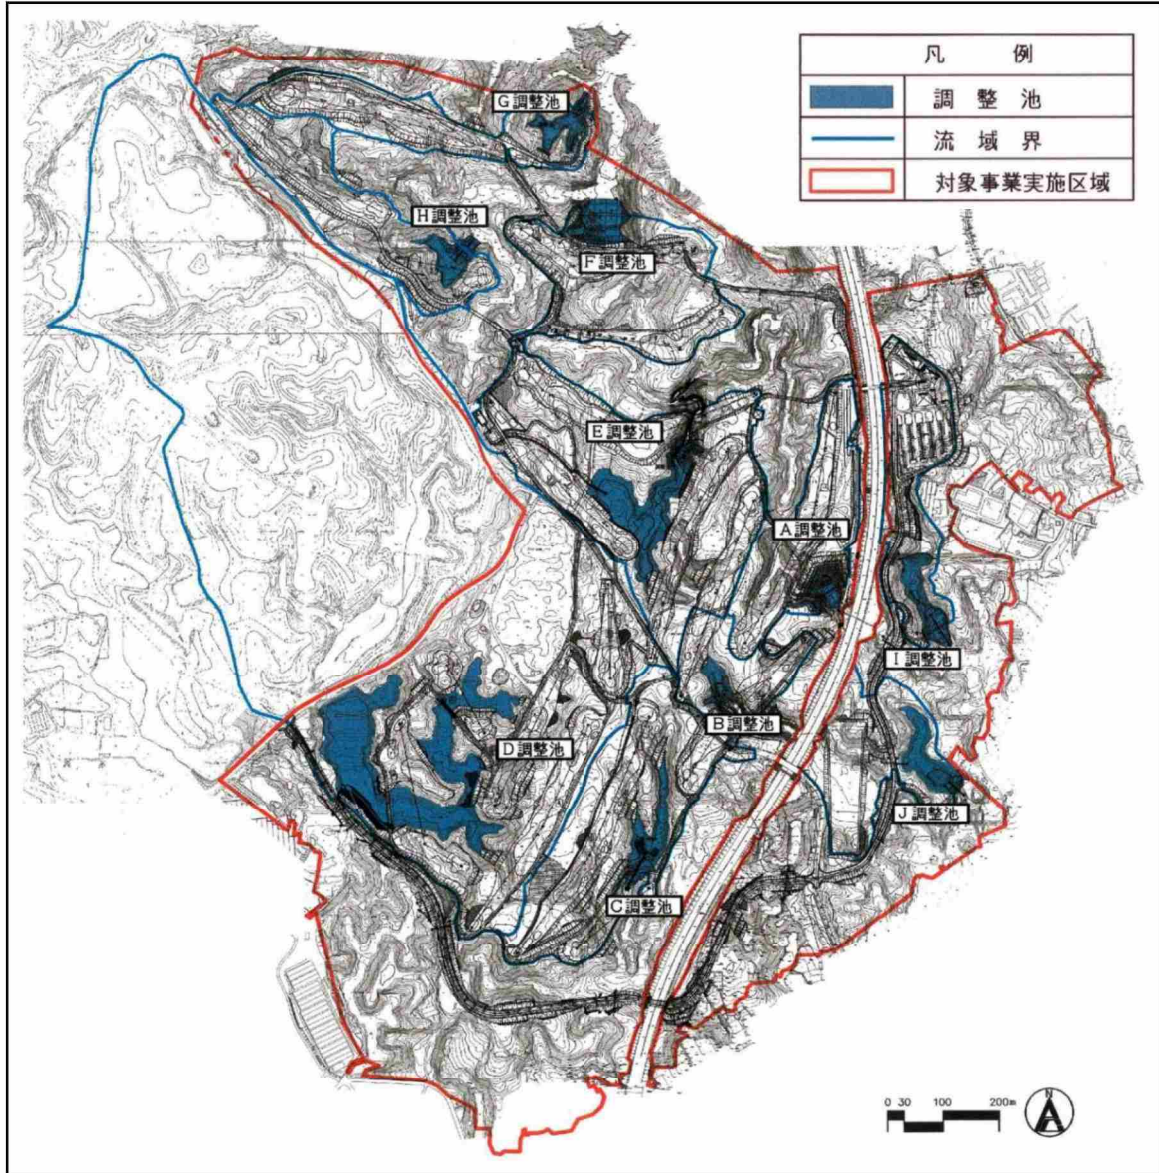 凡 例
調 整 池
流 域 界
対象事業実施区域
G調整池
H調整池
F調整池
E調整池
A調整池
I調整池
B調整池
D調整池
J調整池
C調整池
0 30 100 200m
N